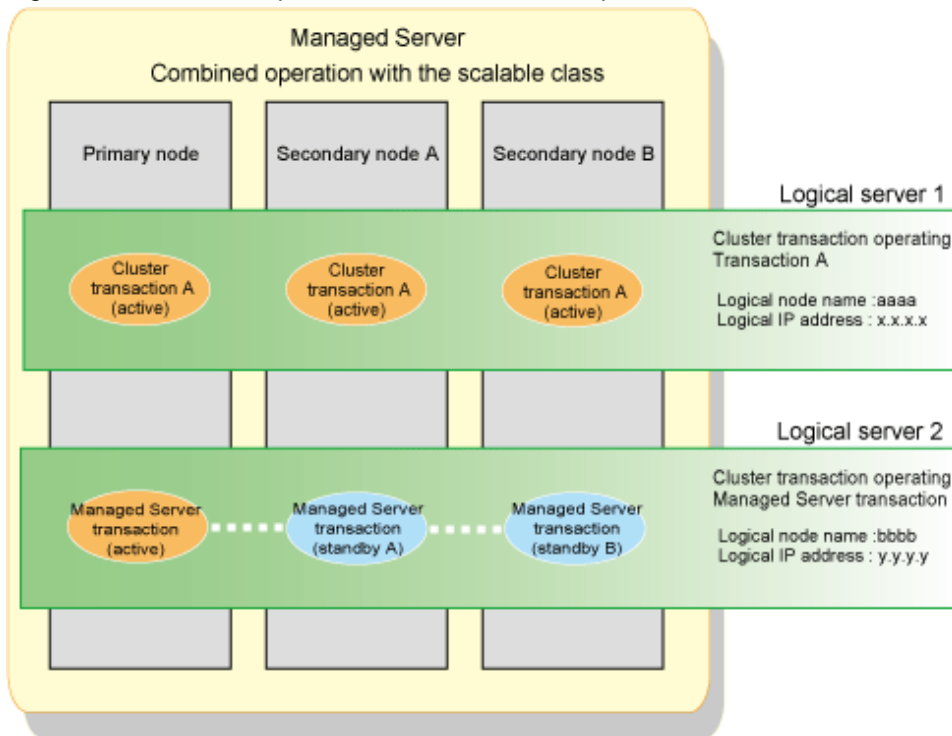 Managed Server
Combined operation with the scalable class
Primary node
Secondary node A
Secondary node B
Logical server 1
Cluster
transaction A
(active)
Cluster
transaction A
(active)
Cluster
transaction A
(active)
Cluster transaction operating
Transaction A
Logical node name :aaaa
Logical IP address : x.x.x.x
Logical server 2
Managed Server
transaction
(active)
Managed Server
transaction
(standby A)
Managed Server
transaction
(standby B)
Cluster transaction operating
Managed Server transaction
Logical node name :bbbb
Logical IP address : y.y.y.y